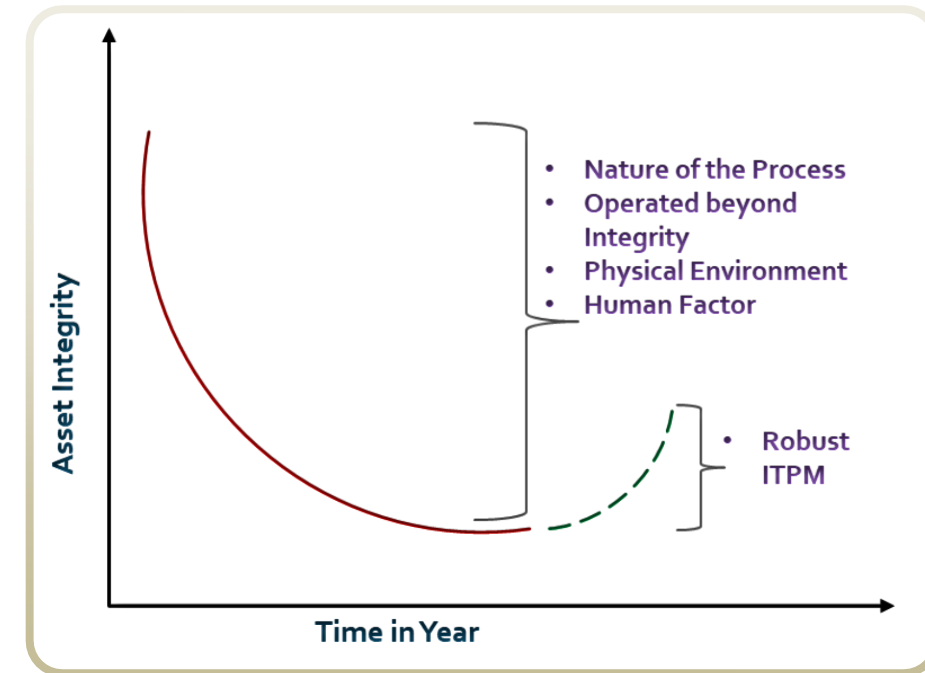 • Nature of the Process
• Operated beyond
Integrity
• Physical Environment
• Human Factor
Asset Integrity
• Robust
ITPM
Time in Year